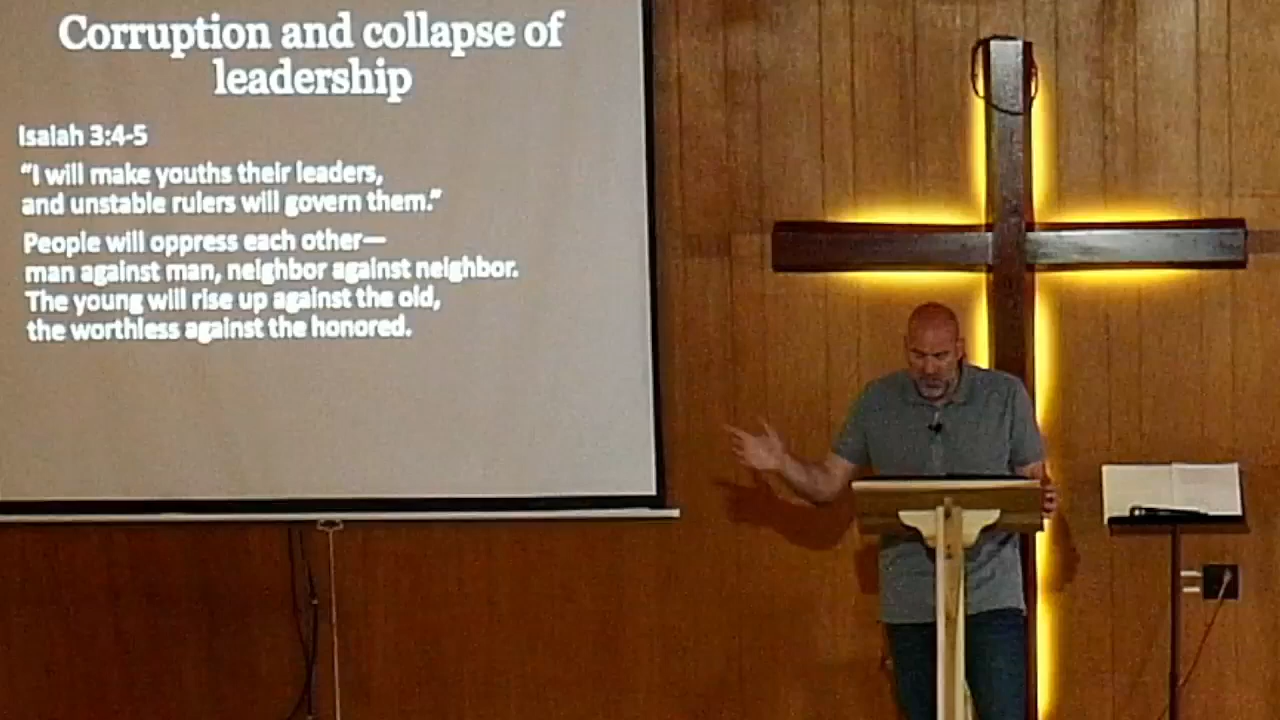 Corruption and collapse of
leadership
Isaiah 3:4-5
“I will make youths their leaders,
and unstable rulers will govern them.”
People will oppress each other—
man against man, neighbor against neighbor.
The young will rise up against the old,
the worthless against the honored.